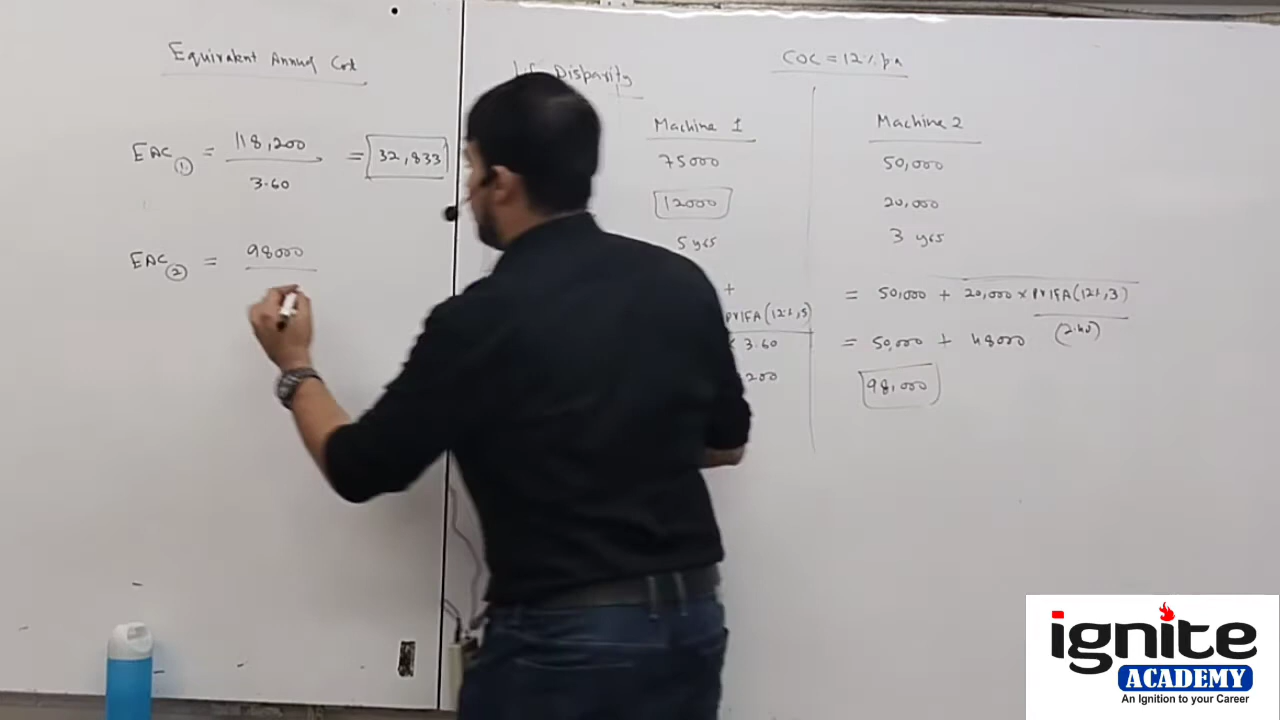 Equivalent Annual Cost
EAC① = 118,200 / 3.60 = 32,833
EAC② = 98000
Disparity
COC = 12% pa
Machine 1
75000
12000
5 yrs
+
PVIFA(12%,5)
3.60
200
Machine 2
50,000
20,000
3 yrs
= 50,000 + 20,000 × PVIFA(12%,3)
(2.40)
= 50,000 + 48000
98,000
ignite
ACADEMY
An Ignition to your Career